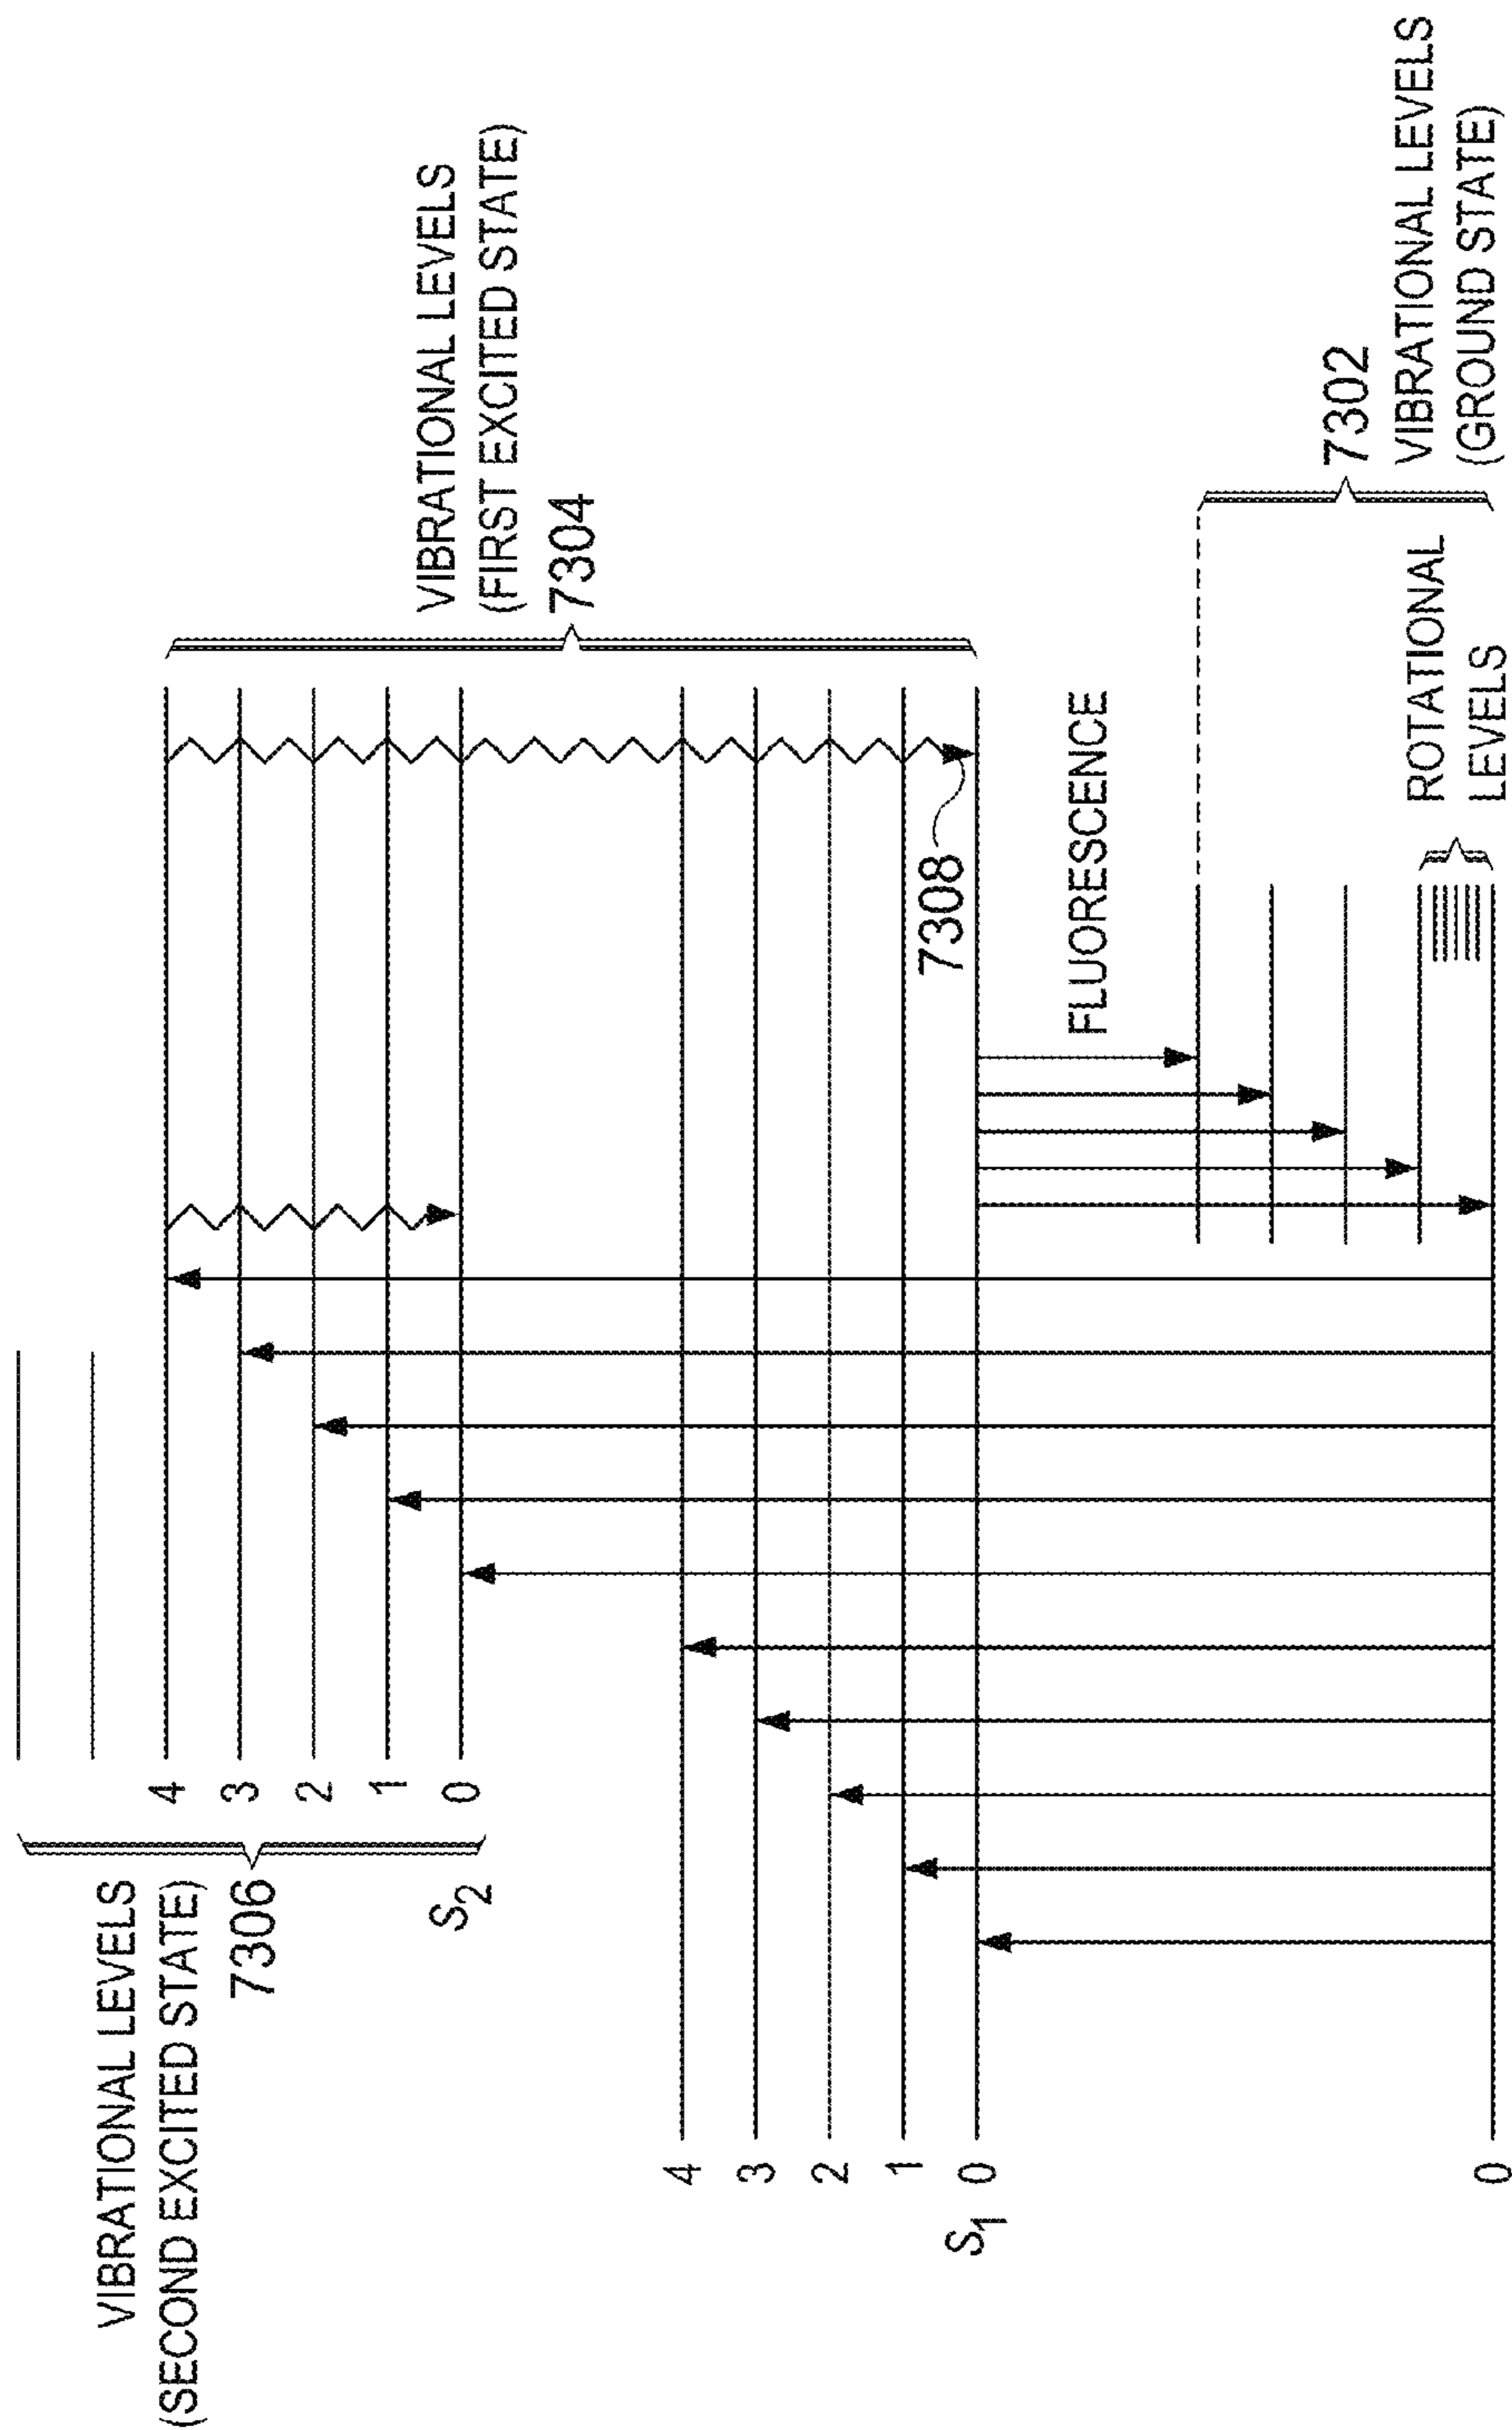 VIBRATIONAL LEVELS
(SECOND EXCITED STATE)
7306
4
3
2
1
0
S2
VIBRATIONAL LEVELS
(FIRST EXCITED STATE)
7304
4
3
2
1
0
S1
7308
FLUORESCENCE
7302
VIBRATIONAL LEVELS
(GROUND STATE)
ROTATIONAL
LEVELS
0